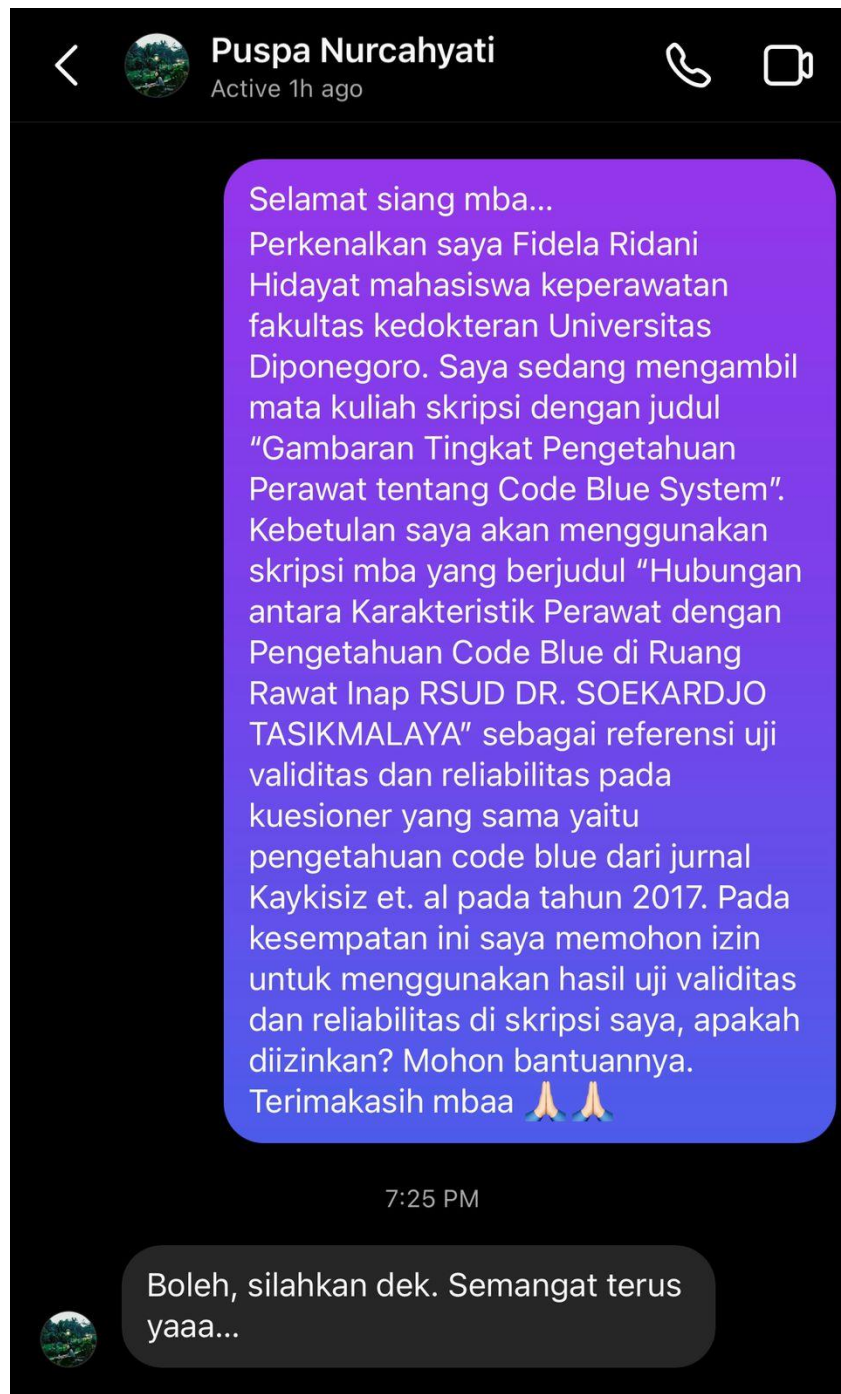 Puspa Nurcahyati
Active 1h ago
Selamat siang mba...
Perkenalkan saya Fidela Ridani
Hidayat mahasiswa keperawatan
fakultas kedokteran Universitas
Diponegoro. Saya sedang mengambil
mata kuliah skripsi dengan judul
“Gambaran Tingkat Pengetahuan
Perawat tentang Code Blue System”.
Kebetulan saya akan menggunakan
skripsi mba yang berjudul “Hubungan
antara Karakteristik Perawat dengan
Pengetahuan Code Blue di Ruang
Rawat Inap RSUD DR. SOEKARDJO
TASIKMALAYA” sebagai referensi uji
validitas dan reliabilitas pada
kuesioner yang sama yaitu
pengetahuan code blue dari jurnal
Kaykisiz et. al pada tahun 2017. Pada
kesempatan ini saya memohon izin
untuk menggunakan hasil uji validitas
dan reliabilitas di skripsi saya, apakah
diizinkan? Mohon bantuannya.
Terimakasih mbaa 🙏🏻🙏🏻
7:25 PM
Boleh, silahkan dek. Semangat terus
yaaa...